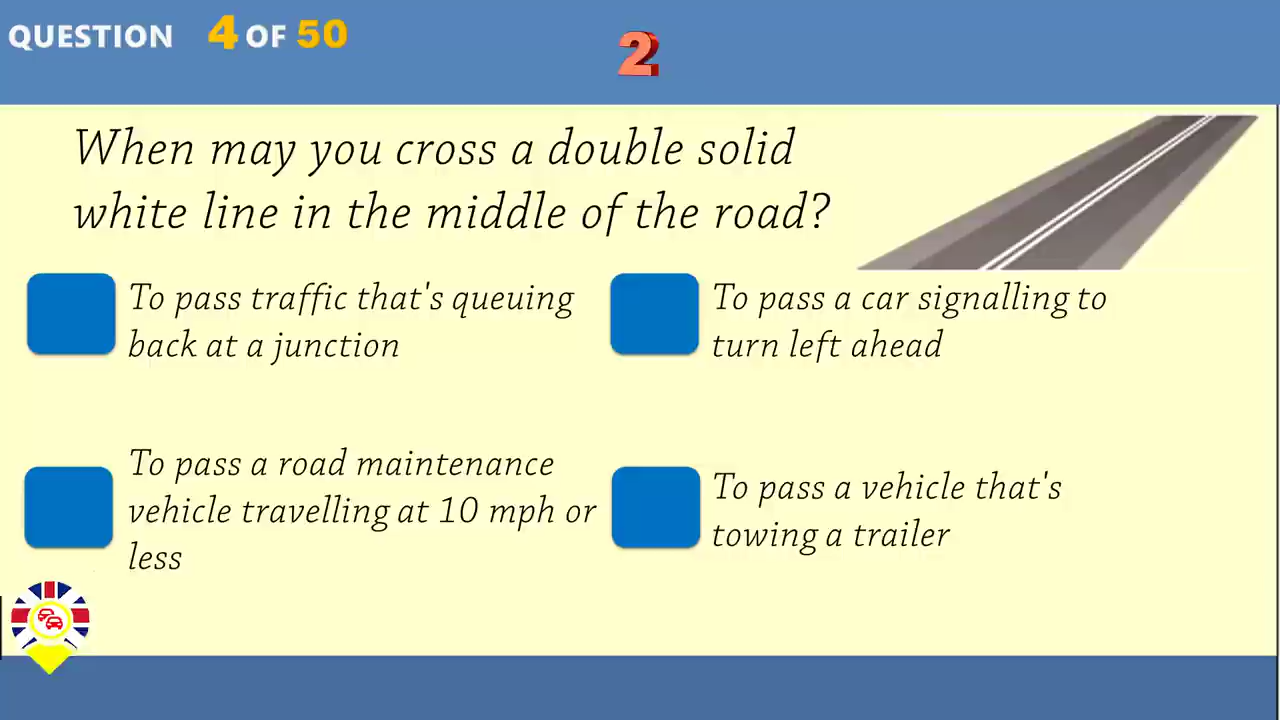 QUESTION 4 OF 50
2
When may you cross a double solid
white line in the middle of the road?
To pass traffic that's queuing
back at a junction
To pass a car signalling to
turn left ahead
To pass a road maintenance
vehicle travelling at 10 mph or
less
To pass a vehicle that's
towing a trailer